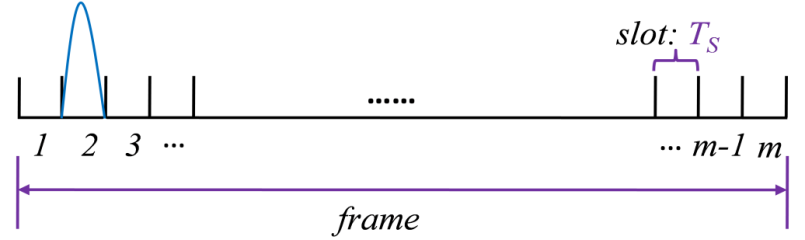 slot: T_S
......
1 2 3 ... ... m-1 m
frame